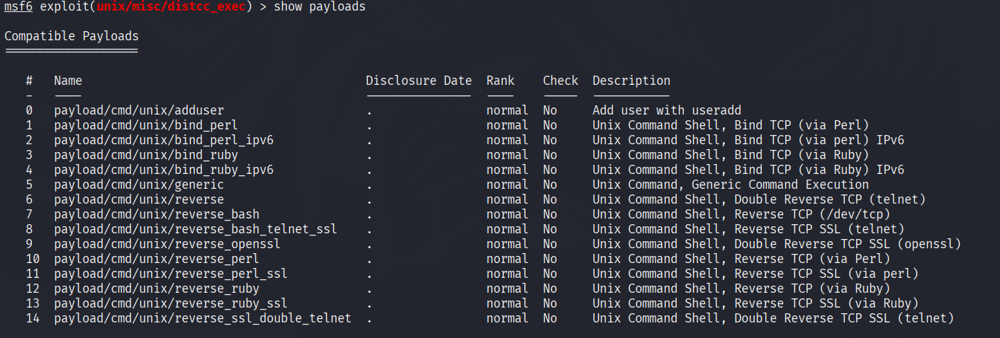 msf6 exploit(unix/misc/distcc_exec) > show payloads
Compatible Payloads
===================
#   Name                                        Disclosure Date  Rank    Check  Description
-   ----                                        ---------------  ----    -----  -----------
0   payload/cmd/unix/adduser                    .                normal  No     Add user with useradd
1   payload/cmd/unix/bind_perl                  .                normal  No     Unix Command Shell, Bind TCP (via Perl)
2   payload/cmd/unix/bind_perl_ipv6             .                normal  No     Unix Command Shell, Bind TCP (via perl) IPv6
3   payload/cmd/unix/bind_ruby                  .                normal  No     Unix Command Shell, Bind TCP (via Ruby)
4   payload/cmd/unix/bind_ruby_ipv6             .                normal  No     Unix Command Shell, Bind TCP (via Ruby) IPv6
5   payload/cmd/unix/generic                    .                normal  No     Unix Command, Generic Command Execution
6   payload/cmd/unix/reverse                    .                normal  No     Unix Command Shell, Double Reverse TCP (telnet)
7   payload/cmd/unix/reverse_bash               .                normal  No     Unix Command Shell, Reverse TCP (/dev/tcp)
8   payload/cmd/unix/reverse_bash_telnet_ssl    .                normal  No     Unix Command Shell, Reverse TCP SSL (telnet)
9   payload/cmd/unix/reverse_openssl            .                normal  No     Unix Command Shell, Double Reverse TCP SSL (openssl)
10  payload/cmd/unix/reverse_perl               .                normal  No     Unix Command Shell, Reverse TCP (via Perl)
11  payload/cmd/unix/reverse_perl_ssl           .                normal  No     Unix Command Shell, Reverse TCP SSL (via perl)
12  payload/cmd/unix/reverse_ruby               .                normal  No     Unix Command Shell, Reverse TCP (via Ruby)
13  payload/cmd/unix/reverse_ruby_ssl           .                normal  No     Unix Command Shell, Reverse TCP SSL (via Ruby)
14  payload/cmd/unix/reverse_ssl_double_telnet  .                normal  No     Unix Command Shell, Double Reverse TCP SSL (telnet)